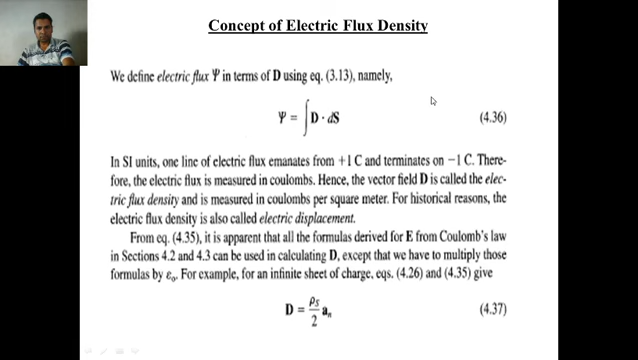 Concept of Electric Flux Density
We define electric flux Ψ in terms of D using eq. (3.13), namely,
Ψ = ∫ D · dS (4.36)
In SI units, one line of electric flux emanates from +1 C and terminates on −1 C. There-
fore, the electric flux is measured in coulombs. Hence, the vector field D is called the elec-
tric flux density and is measured in coulombs per square meter. For historical reasons, the
electric flux density is also called electric displacement.
From eq. (4.35), it is apparent that all the formulas derived for E from Coulomb's law
in Sections 4.2 and 4.3 can be used in calculating D, except that we have to multiply those
formulas by εₒ. For example, for an infinite sheet of charge, eqs. (4.26) and (4.35) give
D = ρS/2 aₙ (4.37)